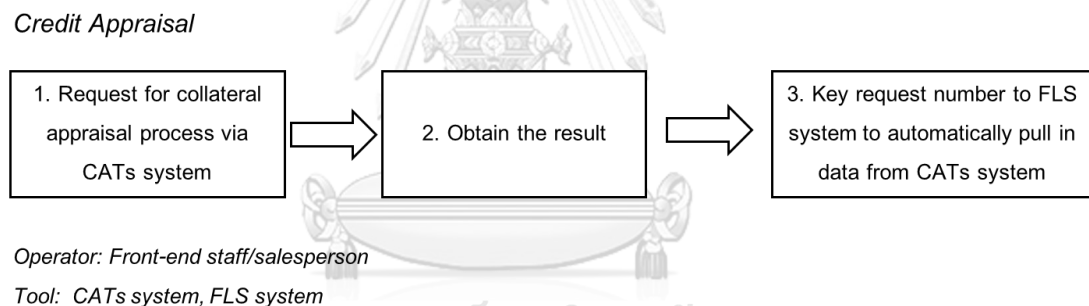 Credit Appraisal
1. Request for collateral
appraisal process via
CATs system
2. Obtain the result
3. Key request number to FLS
system to automatically pull in
data from CATs system
Operator: Front-end staff/salesperson
Tool: CATs system, FLS system